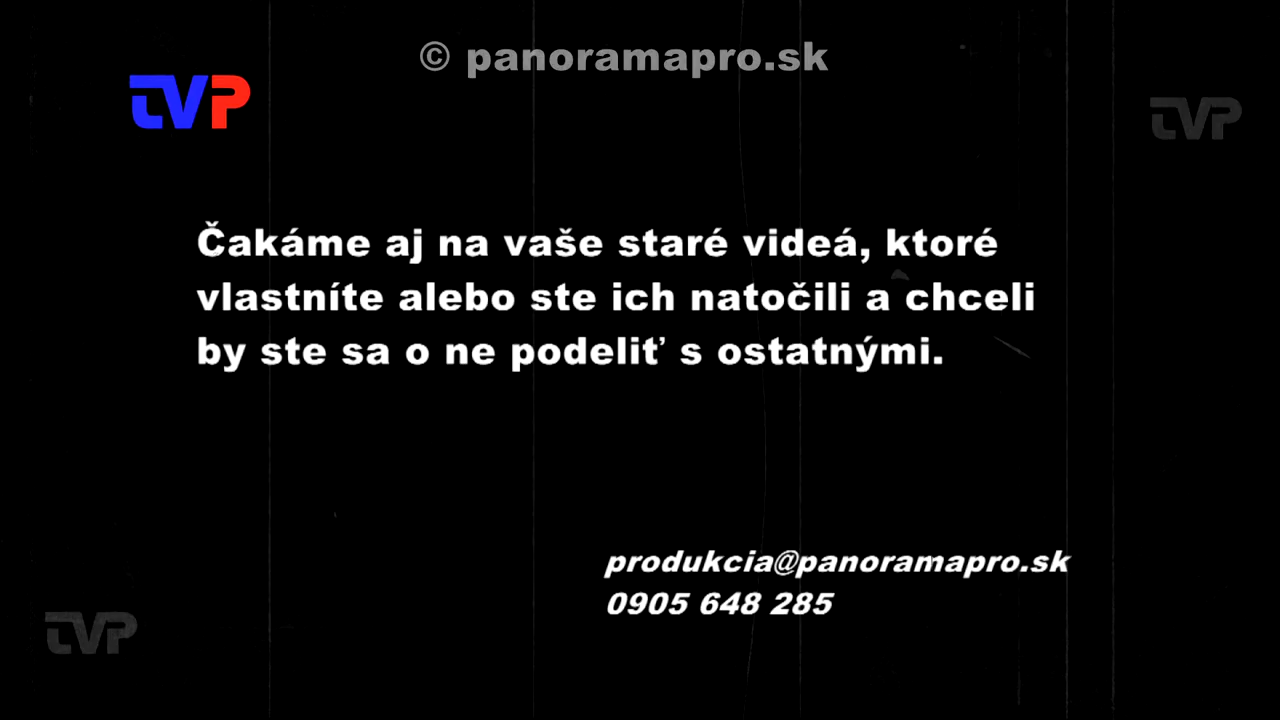 © panoramapro.sk
TVP
TVP
Čakáme aj na vaše staré videá, ktoré
vlastníte alebo ste ich natočili a chceli
by ste sa o ne podeliť s ostatnými.
produkcia@panoramapro.sk
0905 648 285
TVP